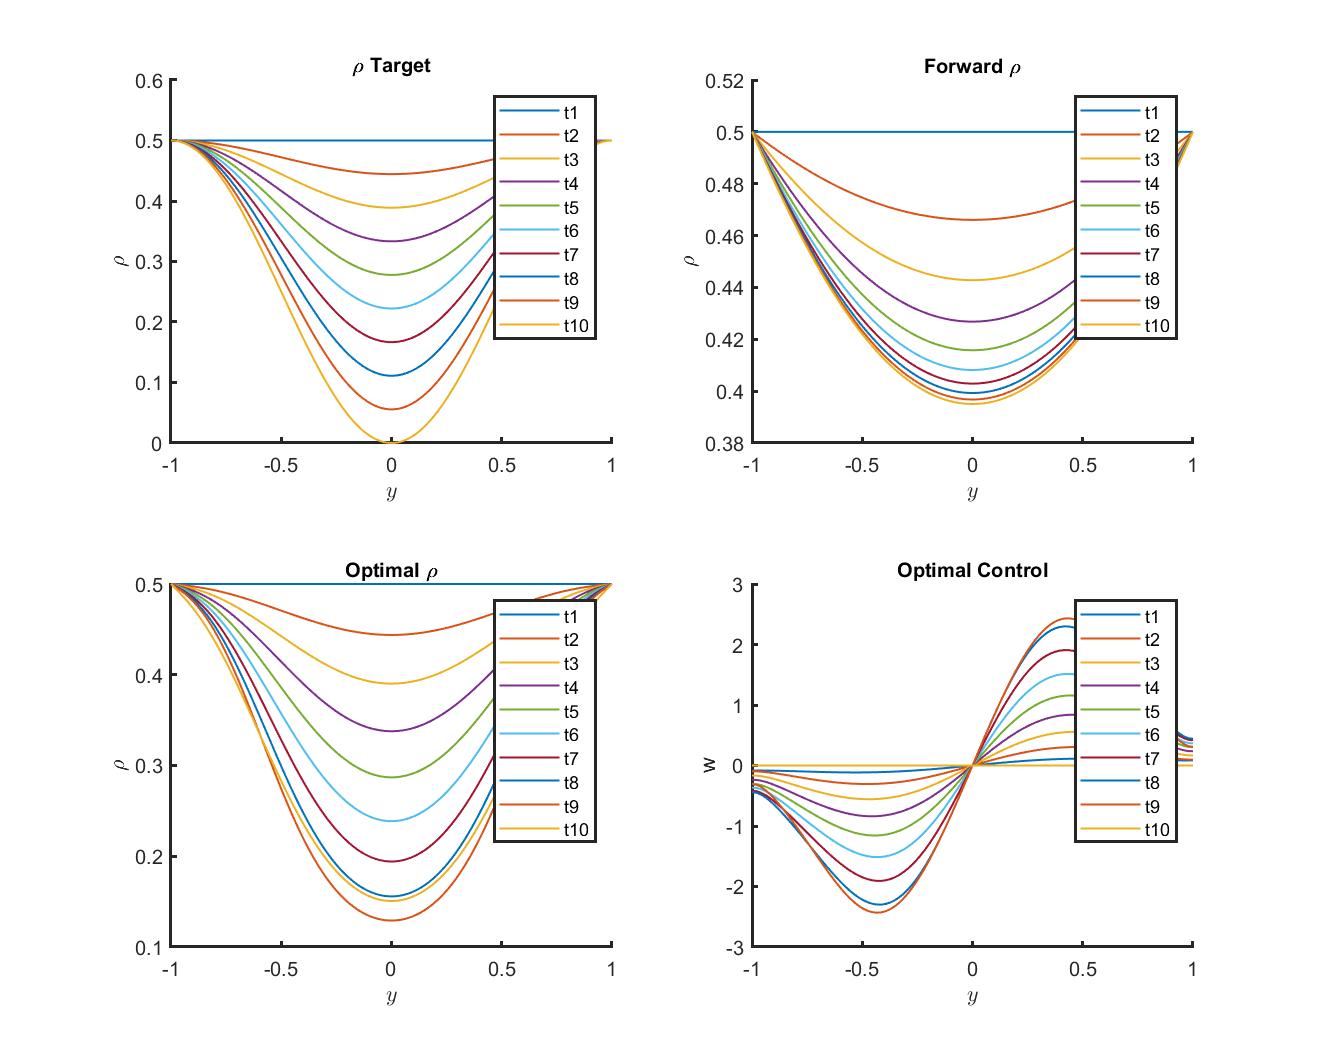 ρ Target
0.6
0.5
0.4
0.3
0.2
0.1
0
ρ
-1
-0.5
0
0.5
1
y
t1
t2
t3
t4
t5
t6
t7
t8
t9
t10
Forward ρ
0.52
0.5
0.48
0.46
0.44
0.42
0.4
0.38
ρ
-1
-0.5
0
0.5
1
y
t1
t2
t3
t4
t5
t6
t7
t8
t9
t10
Optimal ρ
0.5
0.4
0.3
0.2
0.1
ρ
-1
-0.5
0
0.5
1
y
t1
t2
t3
t4
t5
t6
t7
t8
t9
t10
Optimal Control
3
2
1
0
-1
-2
-3
w
-1
-0.5
0
0.5
1
y
t1
t2
t3
t4
t5
t6
t7
t8
t9
t10